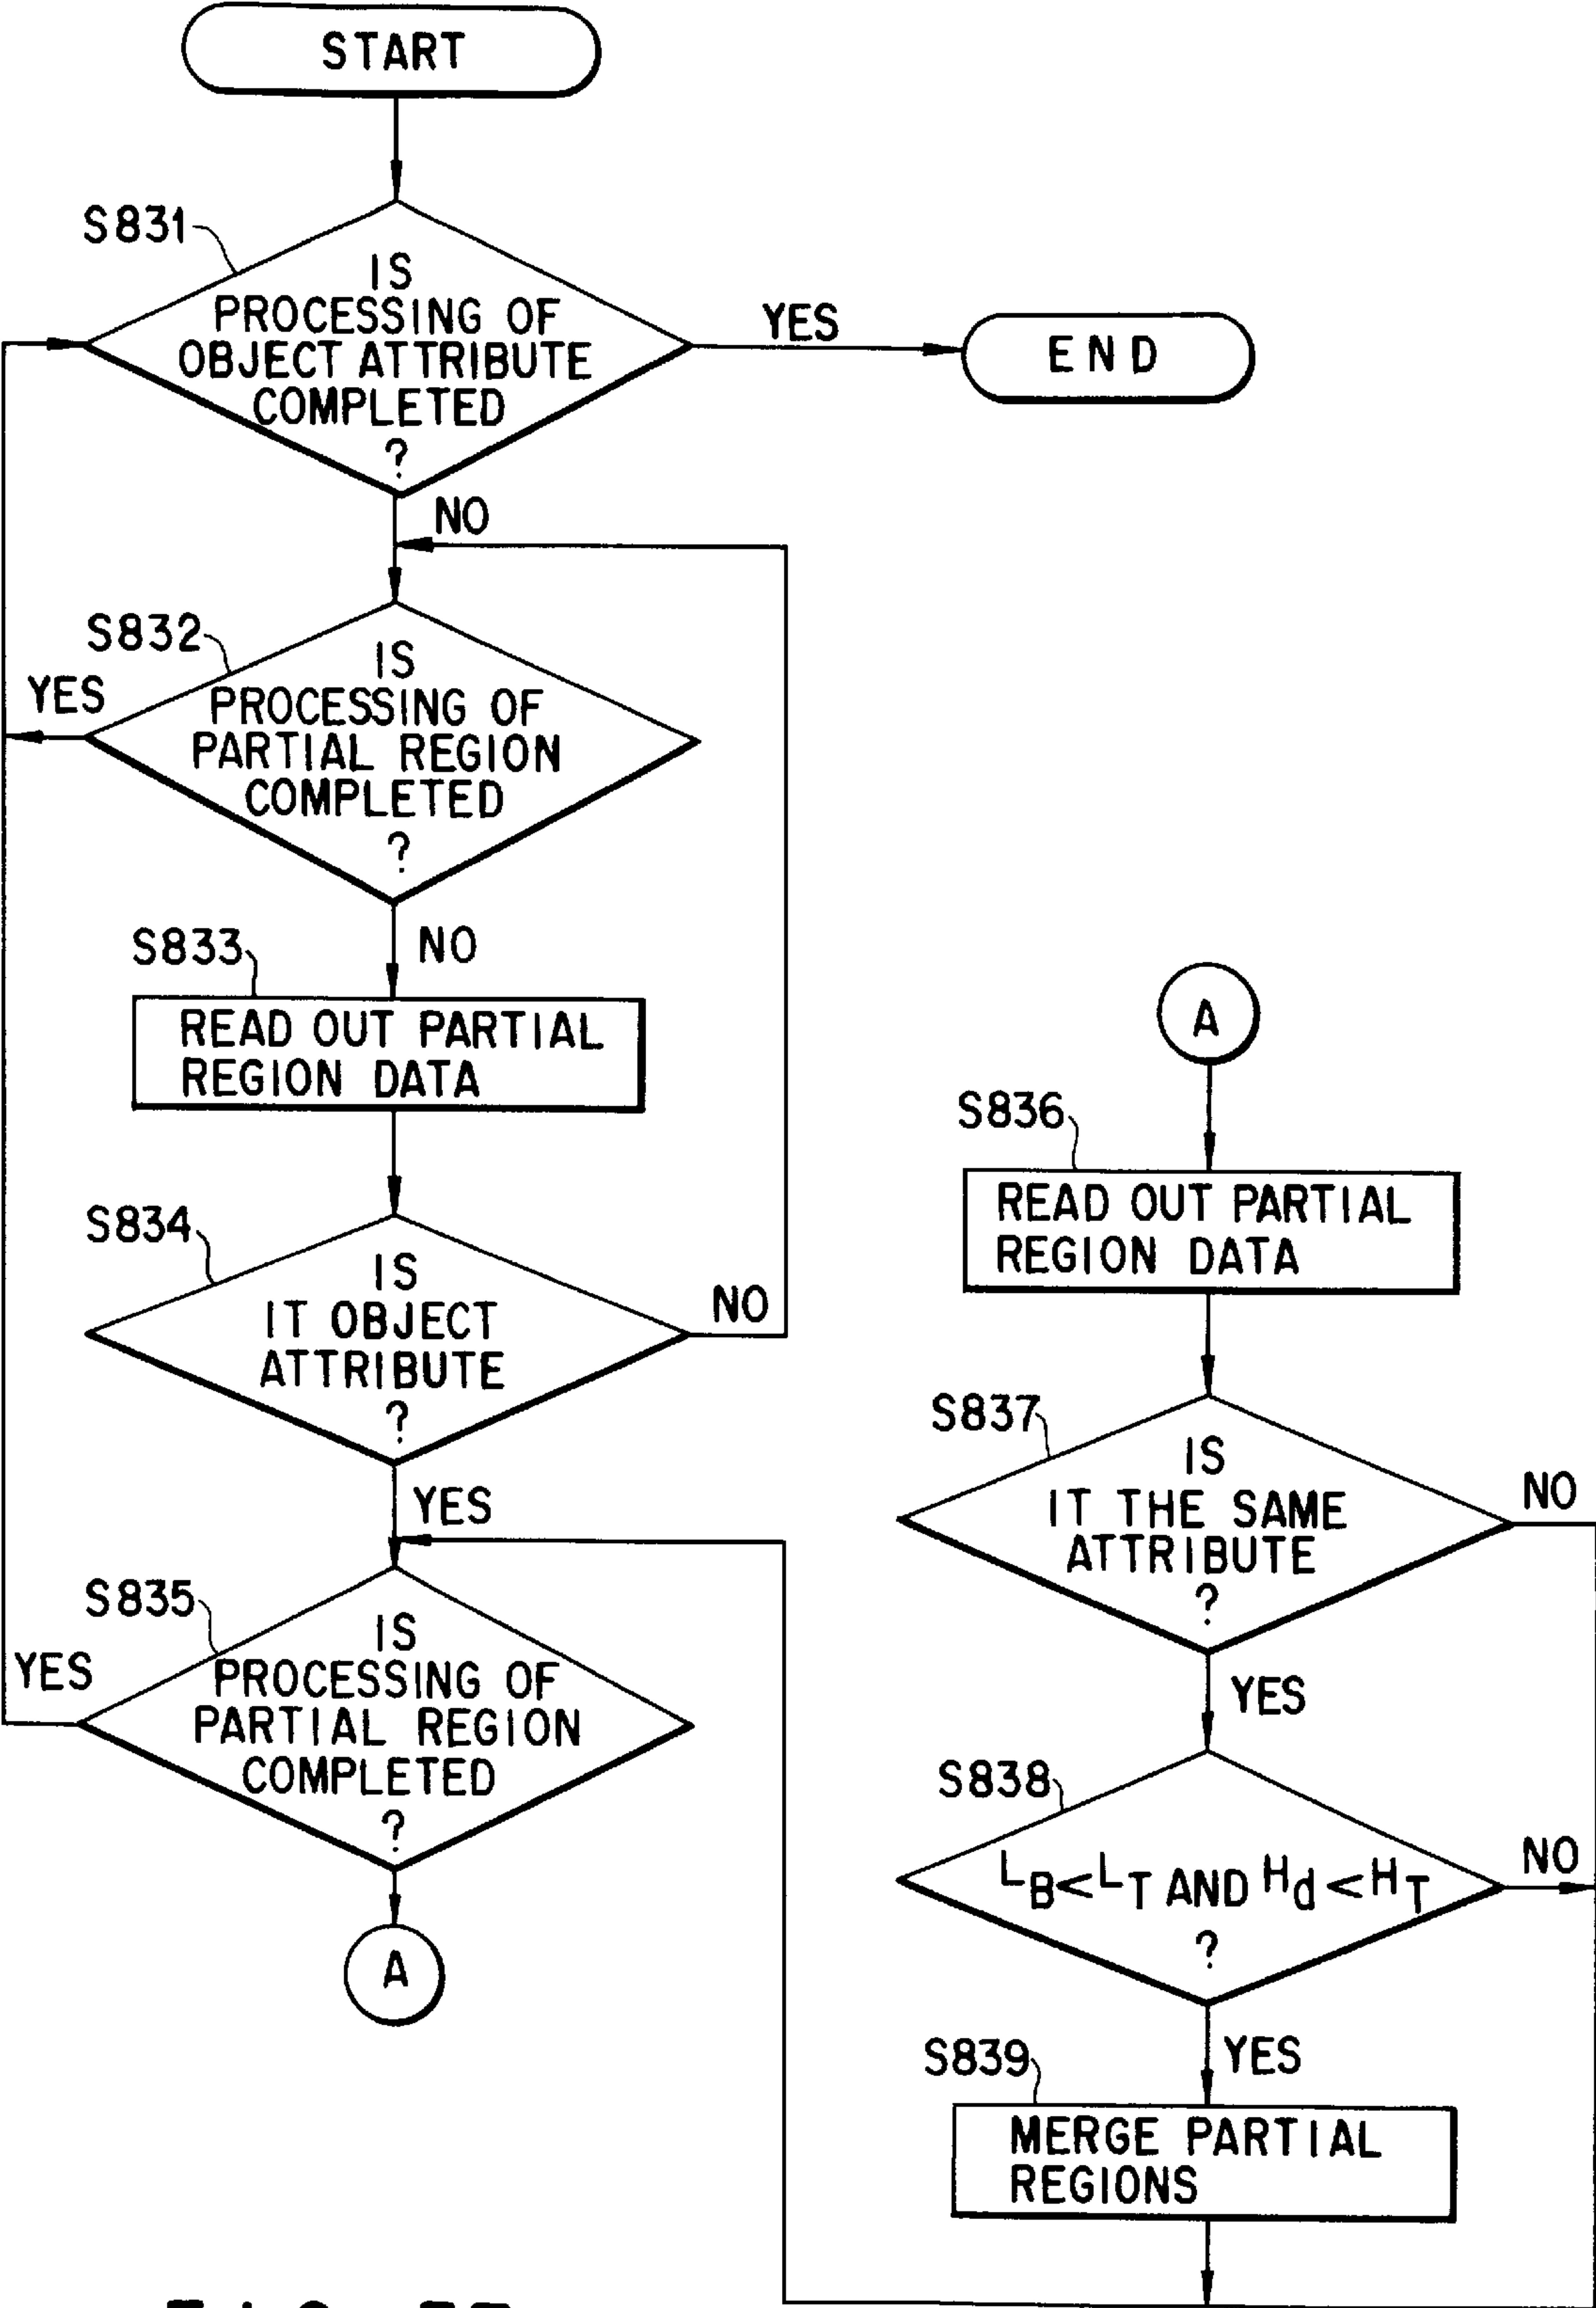 START
S831
IS
PROCESSING OF
OBJECT ATTRIBUTE
COMPLETED
?
YES
END
NO
S832
IS
PROCESSING OF
PARTIAL REGION
COMPLETED
?
YES
NO
S833
READ OUT PARTIAL
REGION DATA
S834
IS
IT OBJECT
ATTRIBUTE
?
NO
YES
S835
IS
PROCESSING OF
PARTIAL REGION
COMPLETED
?
YES
A
A
S836
READ OUT PARTIAL
REGION DATA
S837
IS
IT THE SAME
ATTRIBUTE
?
NO
YES
S838
LB<LT AND Hd<HT
?
NO
YES
S839
MERGE PARTIAL
REGIONS